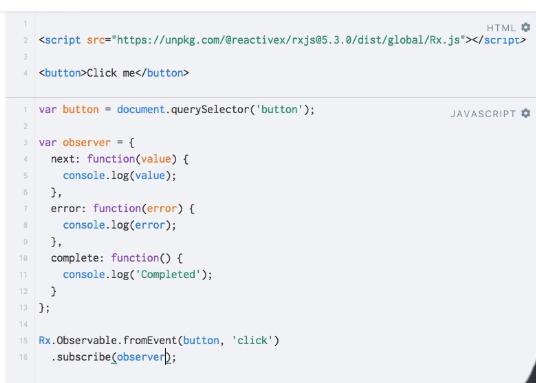 HTML
1
2 <script src="https://unpkg.com/@reactivex/rxjs@5.3.0/dist/global/Rx.js"></script>
3
4 <button>Click me</button>
JAVASCRIPT
1 var button = document.querySelector('button');
2
3 var observer = {
4   next: function(value) {
5     console.log(value);
6   },
7   error: function(error) {
8     console.log(error);
9   },
10   complete: function() {
11     console.log('Completed');
12   }
13 };
14
15 Rx.Observable.fromEvent(button, 'click')
16   .subscribe(observer);